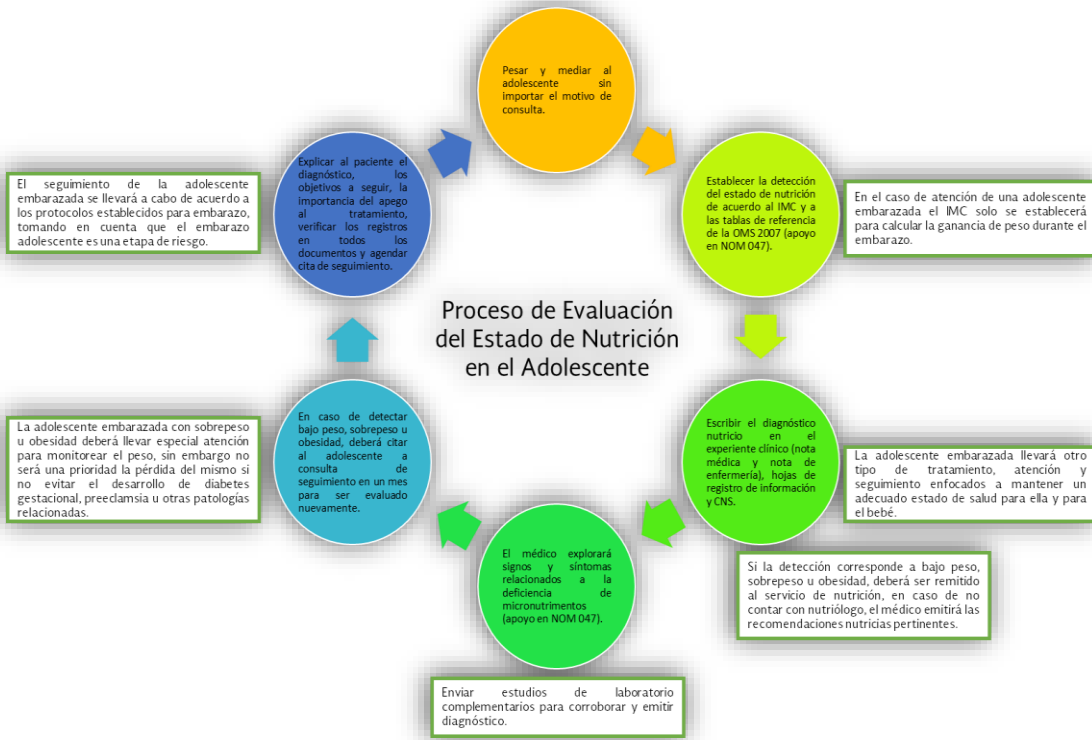 Pesar y mediar al
adolescente sin
importar el motivo de
consulta.
Establecer la detección
del estado de nutrición
de acuerdo al IMC y a
las tablas de referencia
de la OMS 2007 (apoyo
en NOM 047).
En el caso de atención de una adolescente
embarazada el IMC solo se establecerá
para calcular la ganancia de peso durante el
embarazo.
Escribir el diagnóstico
nutricio en el
experiente clínico (nota
médica y nota de
enfermería), hojas de
registro de información
y CNS.
La adolescente embarazada llevará otro
tipo de tratamiento, atención y
seguimiento enfocados a mantener un
adecuado estado de salud para ella y para
el bebé.
Si la detección corresponde a bajo peso,
sobrepeso u obesidad, deberá ser remitido
al servicio de nutrición, en caso de no
contar con nutriólogo, el médico emitirá las
recomendaciones nutricias pertinentes.
El médico explorará
signos y síntomas
relacionados a la
deficiencia de
micronutrimentos
(apoyo en NOM 047).
Enviar estudios de laboratorio
complementarios para corroborar y emitir
diagnóstico.
En caso de detectar
bajo peso, sobrepeso u
obesidad, deberá citar
al adolescente a
consulta de
seguimiento en un mes
para ser evaluado
nuevamente.
La adolescente embarazada con sobrepeso
u obesidad deberá llevar especial atención
para monitorear el peso, sin embargo no
será una prioridad la pérdida del mismo si
no evitar el desarrollo de diabetes
gestacional, preeclamsia u otras patologías
relacionadas.
Explicar al paciente el
diagnóstico, los
objetivos a seguir, la
importancia del apego
al tratamiento,
verificar los registros
en todos los
documentos y agendar
cita de seguimiento.
El seguimiento de la adolescente
embarazada se llevará a cabo de acuerdo a
los protocolos establecidos para embarazo,
tomando en cuenta que el embarazo
adolescente es una etapa de riesgo.
Proceso de Evaluación
del Estado de Nutrición
en el Adolescente